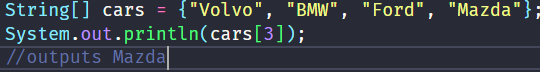 String[] cars = {"Volvo", "BMW", "Ford", "Mazda"};
System.out.println(cars[3]);
//outputs Mazda